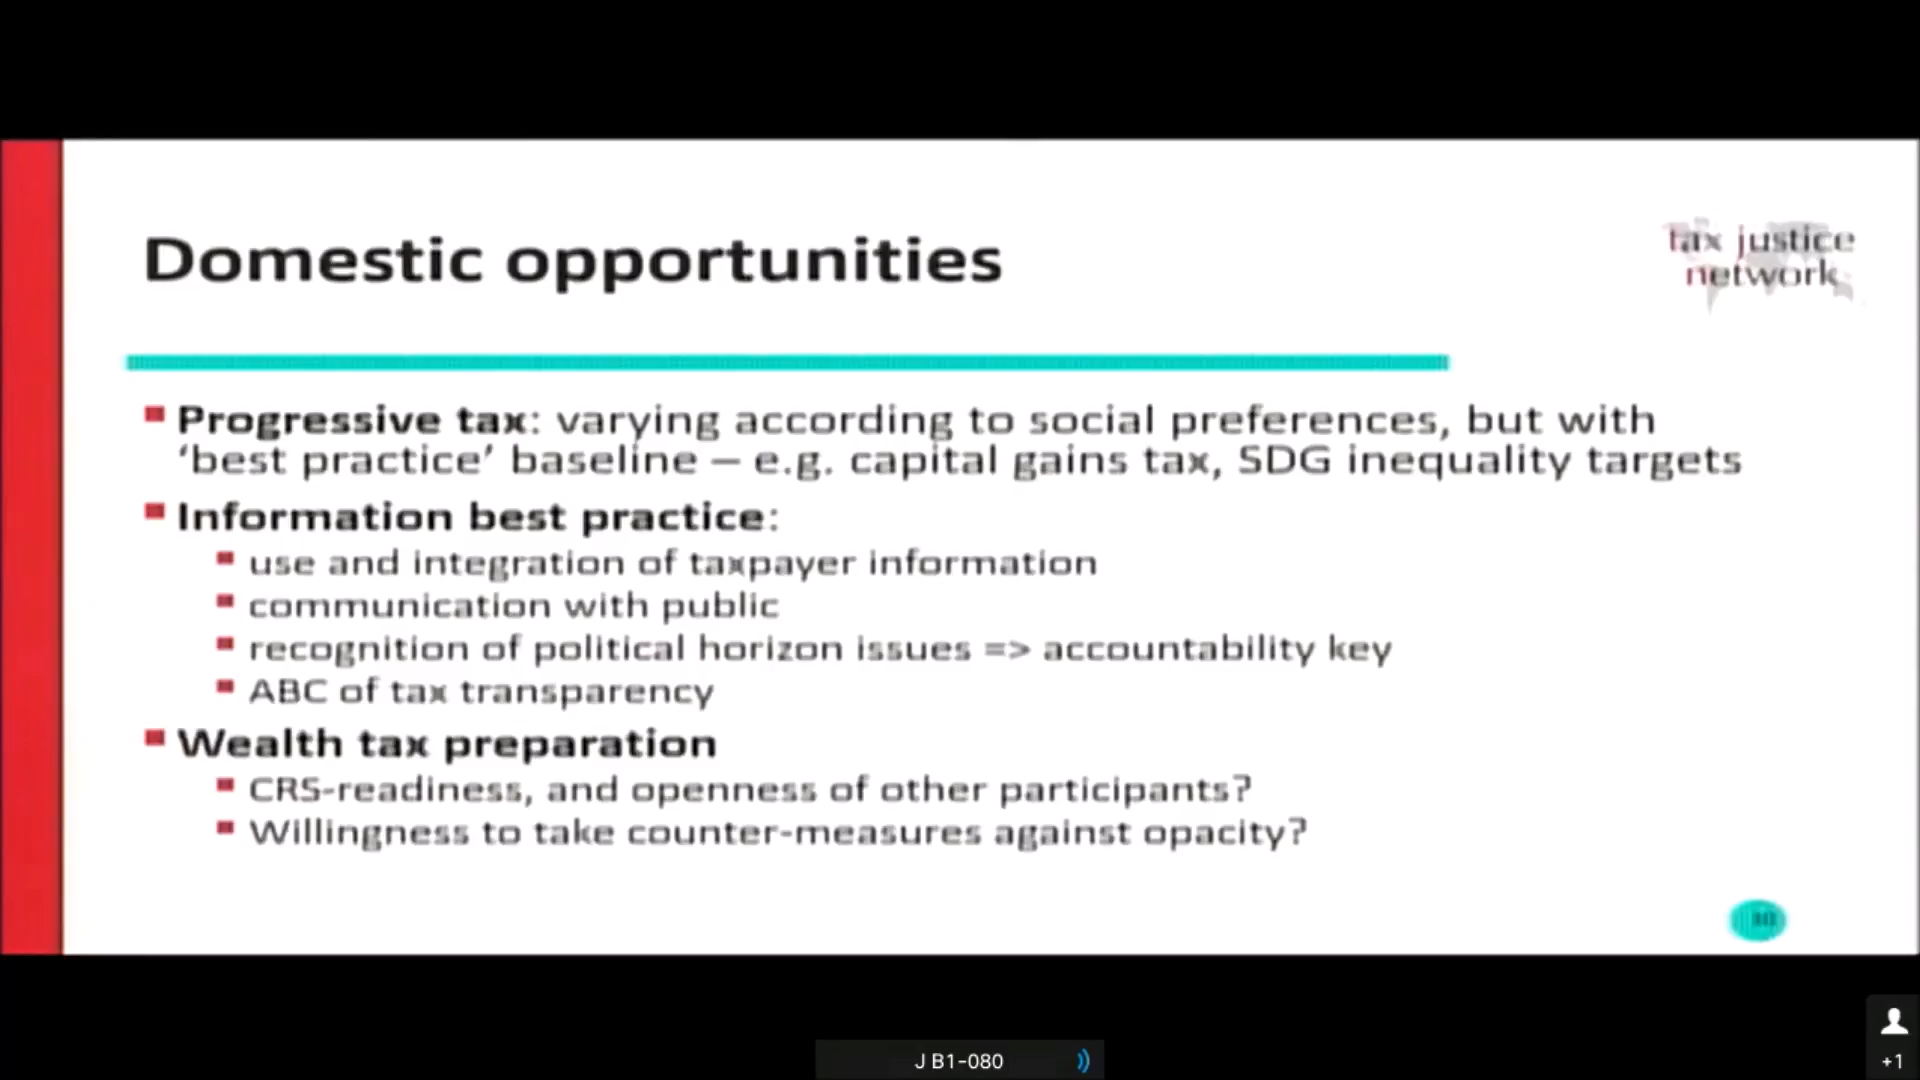 Domestic opportunities
tax justice
network
Progressive tax: varying according to social preferences, but with
‘best practice’ baseline – e.g. capital gains tax, SDG inequality targets
Information best practice:
use and integration of taxpayer information
communication with public
recognition of political horizon issues => accountability key
ABC of tax transparency
Wealth tax preparation
CRS-readiness, and openness of other participants?
Willingness to take counter-measures against opacity?
J B1-080
+1